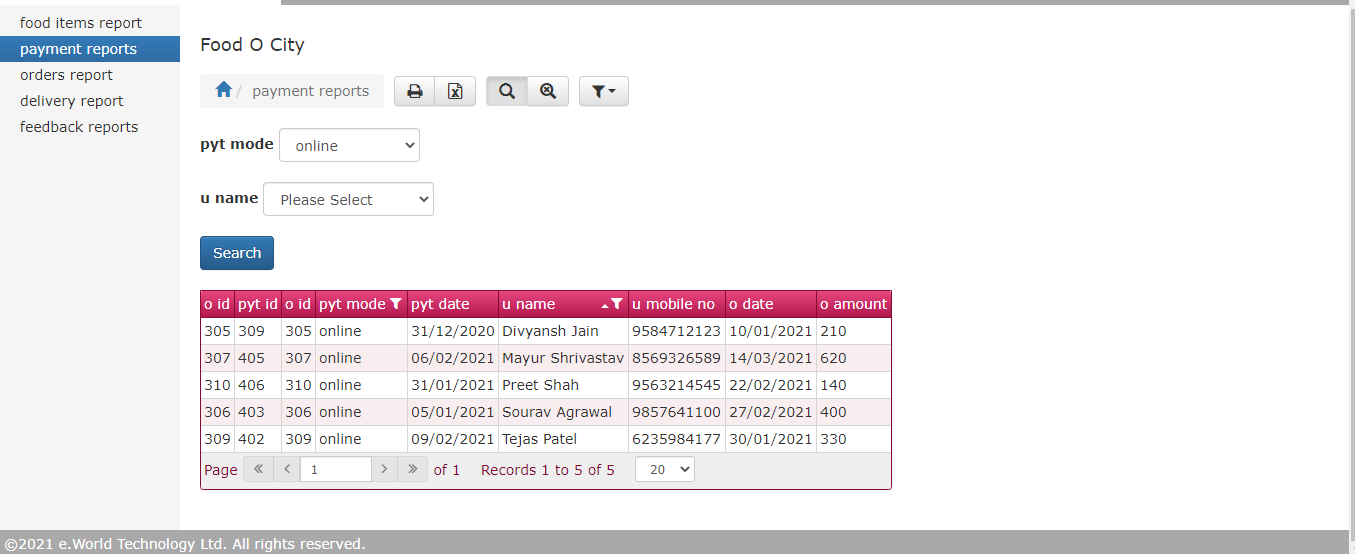 food items report
payment reports
orders report
delivery report
feedback reports
Food O City
/ payment reports
pyt mode online
u name Please Select
Search
o id pyt id o id pyt mode pyt date u name u mobile no o date o amount
305 309 305 online 31/12/2020 Divyansh Jain 9584712123 10/01/2021 210
307 405 307 online 06/02/2021 Mayur Shrivastav 8569326589 14/03/2021 620
310 406 310 online 31/01/2021 Preet Shah 9563214545 22/02/2021 140
306 403 306 online 05/01/2021 Sourav Agrawal 9857641100 27/02/2021 400
309 402 309 online 09/02/2021 Tejas Patel 6235984177 30/01/2021 330
Page « < 1 > » of 1 Records 1 to 5 of 5 20
©2021 e.World Technology Ltd. All rights reserved.